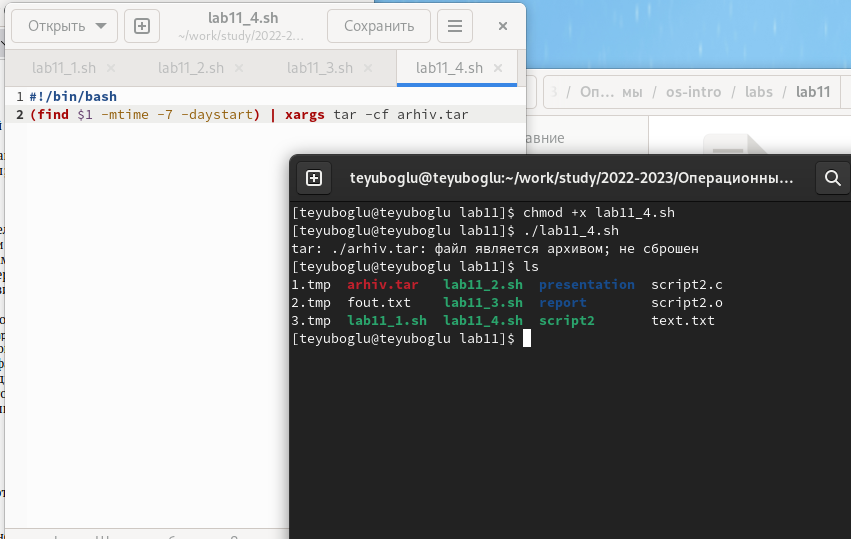 Открыть
lab11_4.sh
~/work/study/2022-2…
Сохранить
lab11_1.sh
lab11_2.sh
lab11_3.sh
lab11_4.sh
1 #!/bin/bash
2 (find $1 -mtime -7 -daystart) | xargs tar -cf arhiv.tar
/ Оп… мы / os-intro / labs / lab11
teyuboglu@teyuboglu:~/work/study/2022-2023/Операционны…
[teyuboglu@teyuboglu lab11]$ chmod +x lab11_4.sh
[teyuboglu@teyuboglu lab11]$ ./lab11_4.sh
tar: ./arhiv.tar: файл является архивом; не сброшен
[teyuboglu@teyuboglu lab11]$ ls
1.tmp arhiv.tar lab11_2.sh presentation script2.c
2.tmp fout.txt lab11_3.sh report script2.o
3.tmp lab11_1.sh lab11_4.sh script2 text.txt
[teyuboglu@teyuboglu lab11]$